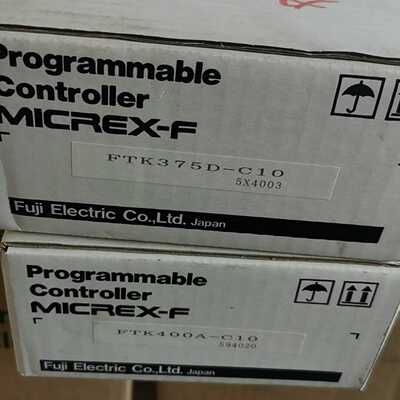 Programmable
Controller
MICREX-F
FTK375D-C10
5X4003
Fuji Electric Co.,Ltd. Japan
Programmable
Controller
MICREX-F
FTK400A-C10
594020
Fuji Electric Co.,Ltd. Japan